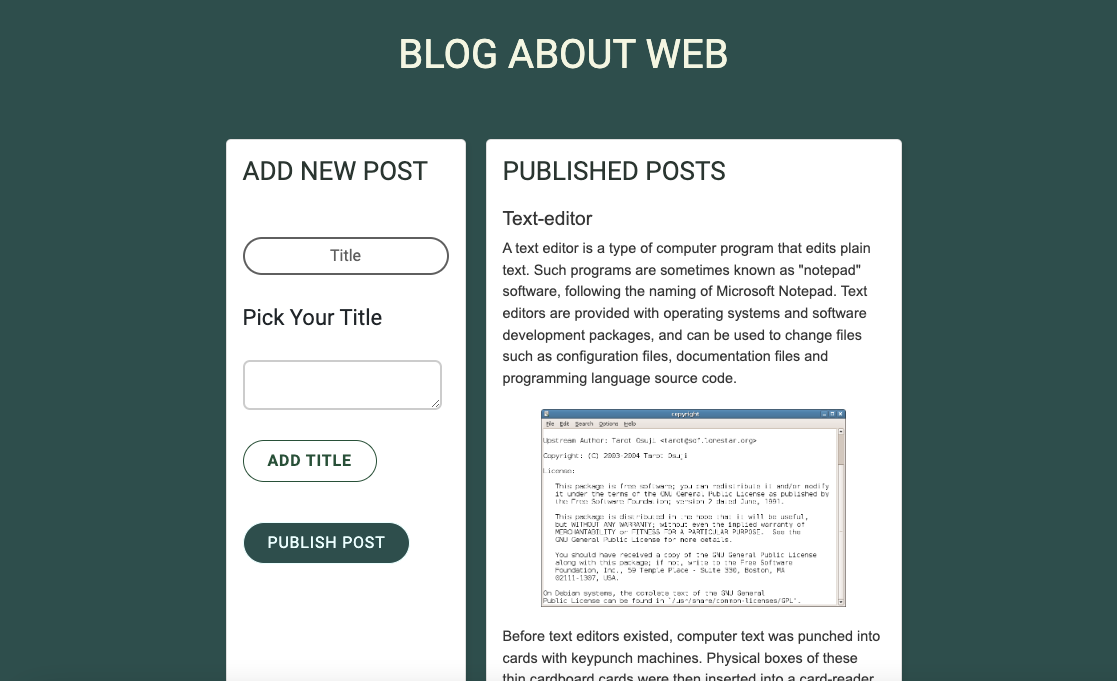 BLOG ABOUT WEB
ADD NEW POST
Title
Pick Your Title
ADD TITLE
PUBLISH POST
PUBLISHED POSTS
Text-editor
A text editor is a type of computer program that edits plain
text. Such programs are sometimes known as "notepad"
software, following the naming of Microsoft Notepad. Text
editors are provided with operating systems and software
development packages, and can be used to change files
such as configuration files, documentation files and
programming language source code.
copyright
File Edit Search Options Help
Upstream Author: Tarot Osuji <tarot@sdf.lonestar.org>
Copyright: (C) 2003-2004 Tarot Osuji
License:
This package is free software; you can redistribute it and/or modify
it under the terms of the GNU General Public License as published by
the Free Software Foundation; version 2 dated June, 1991.
This package is distributed in the hope that it will be useful,
but WITHOUT ANY WARRANTY; without even the implied warranty of
MERCHANTABILITY or FITNESS FOR A PARTICULAR PURPOSE. See the
GNU General Public License for more details.
You should have received a copy of the GNU General Public License
along with this package; if not, write to the Free Software
Foundation, Inc., 59 Temple Place - Suite 330, Boston, MA
02111-1307, USA.
On Debian systems, the complete text of the GNU General
Public License can be found in `/usr/share/common-licenses/GPL'.
Before text editors existed, computer text was punched into
cards with keypunch machines. Physical boxes of these
thin cardboard cards were then inserted into a card-reader.